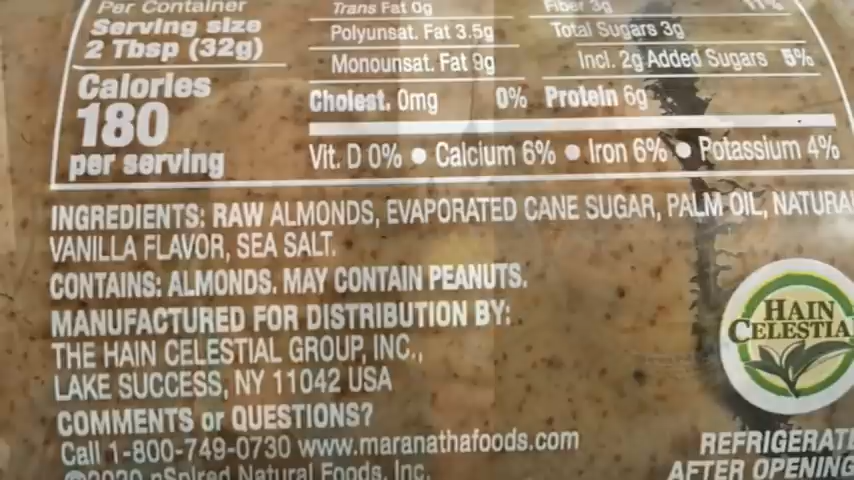 Per Container
Serving size
2 Tbsp (32g)
Calories
180
per serving
Trans Fat 0g
Polyunsat. Fat 3.5g
Monounsat. Fat 9g
Cholest. 0mg 0%
Fiber 3g 11%
Total Sugars 3g
Incl. 2g Added Sugars 5%
Protein 6g
Vit. D 0% • Calcium 6% • Iron 6% • Potassium 4%
INGREDIENTS: RAW ALMONDS, EVAPORATED CANE SUGAR, PALM OIL, NATURAL
VANILLA FLAVOR, SEA SALT.
CONTAINS: ALMONDS. MAY CONTAIN PEANUTS.
MANUFACTURED FOR DISTRIBUTION BY:
THE HAIN CELESTIAL GROUP, INC.,
LAKE SUCCESS, NY 11042 USA
COMMENTS or QUESTIONS?
Call 1-800-749-0730 www.maranathafoods.com
©2020 nSpired Natural Foods, Inc.
HAIN
CELESTIA
REFRIGERATE
AFTER OPENING